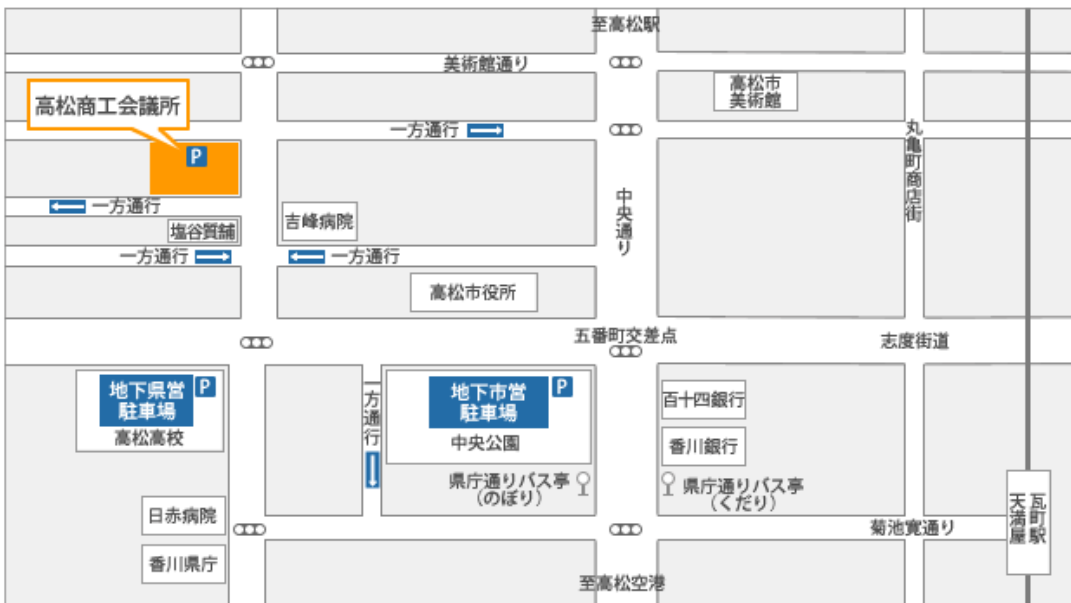 至高松駅
美術館通り
高松市
美術館
高松商工会議所
P
一方通行
丸亀町商店街
一方通行
中央通り
吉峰病院
塩谷質舗
一方通行
一方通行
高松市役所
五番町交差点
志度街道
地下県営
駐車場
P
高松高校
一方通行
地下市営
駐車場
P
中央公園
百十四銀行
香川銀行
県庁通りバス亭
(のぼり)
県庁通りバス亭
(くだり)
日赤病院
香川県庁
菊池寛通り
瓦町駅
天満屋
至高松空港